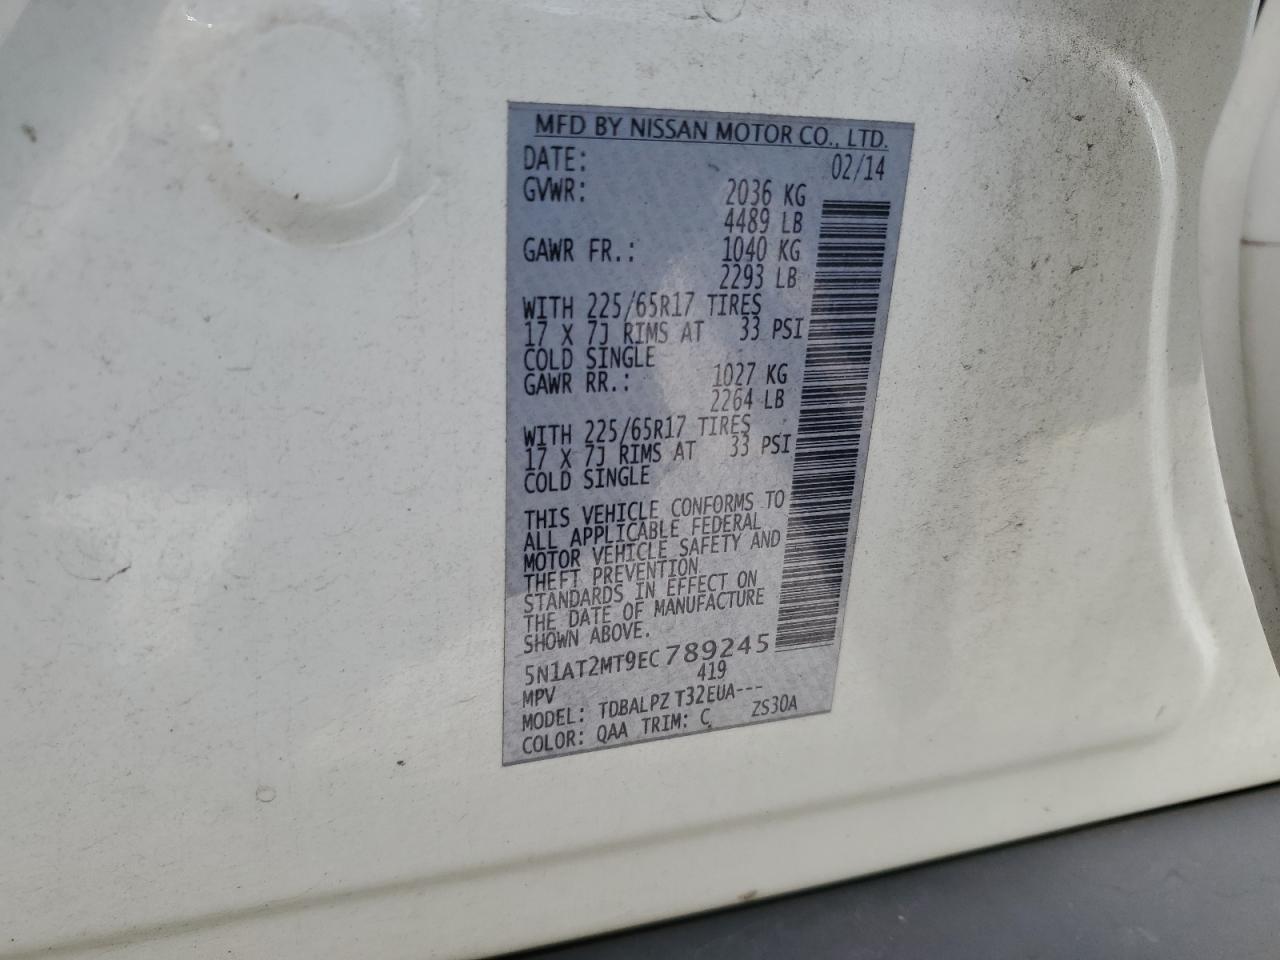 MFD BY NISSAN MOTOR CO., LTD.
DATE: 02/14
GVWR: 2036 KG
4489 LB
GAWR FR.: 1040 KG
2293 LB
WITH 225/65R17 TIRES
17 X 7J RIMS AT 33 PSI
COLD SINGLE
GAWR RR.: 1027 KG
2264 LB
WITH 225/65R17 TIRES
17 X 7J RIMS AT 33 PSI
COLD SINGLE
THIS VEHICLE CONFORMS TO
ALL APPLICABLE FEDERAL
MOTOR VEHICLE SAFETY AND
THEFT PREVENTION
STANDARDS IN EFFECT ON
THE DATE OF MANUFACTURE
SHOWN ABOVE.
5N1AT2MT9EC789245
MPV 419
MODEL: TDBALPZ T32EUA---
COLOR: QAA TRIM: C ZS30A